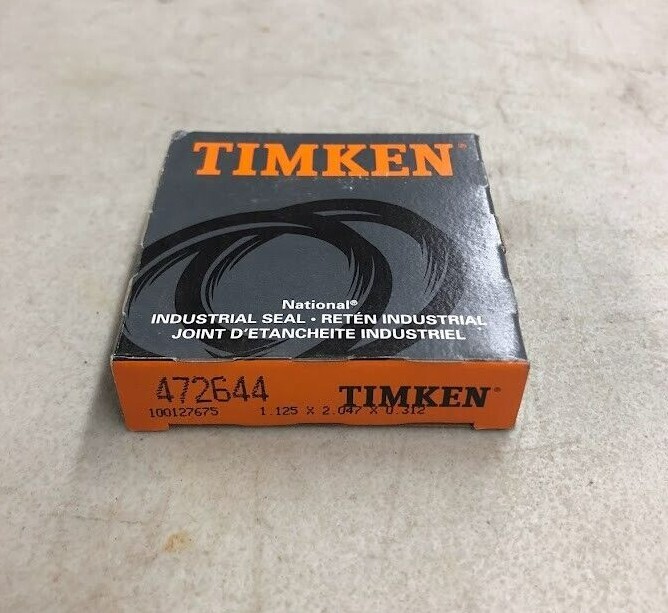 TIMKEN®
National®
INDUSTRIAL SEAL • RETÉN INDUSTRIAL
JOINT D'ETANCHEITE INDUSTRIEL
472644 TIMKEN®
100127675 1.125 X 2.047 X 0.312